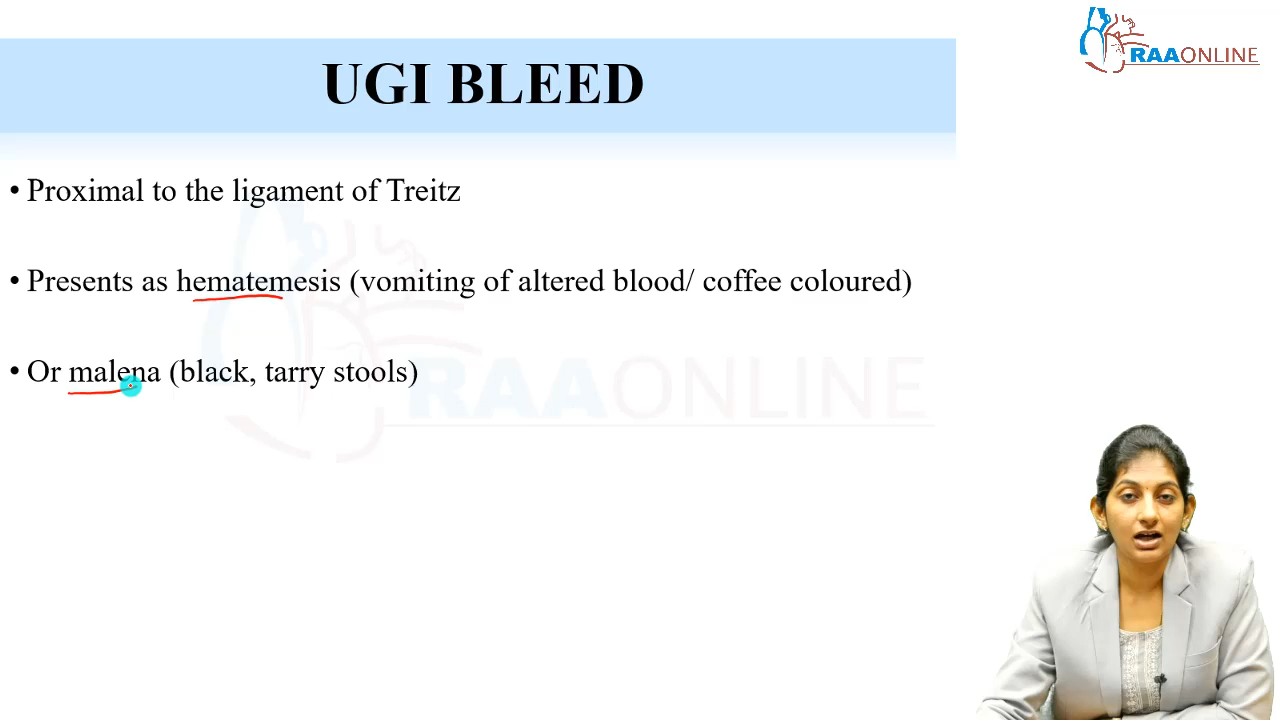 RAAONLINE
UGI BLEED
• Proximal to the ligament of Treitz
• Presents as hematemesis (vomiting of altered blood/ coffee coloured)
• Or malena (black, tarry stools)
RAAONLINE